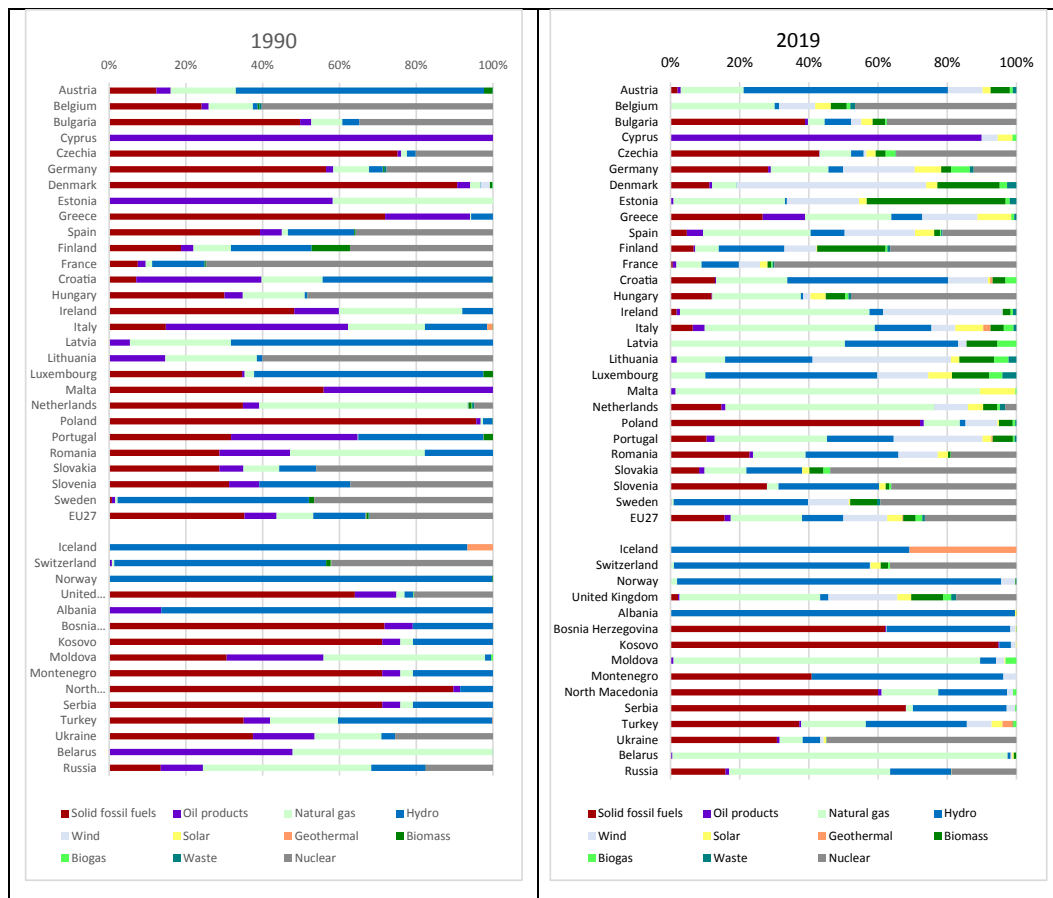 1990
0% 20% 40% 60% 80% 100%
Austria
Belgium
Bulgaria
Cyprus
Czechia
Germany
Denmark
Estonia
Greece
Spain
Finland
France
Croatia
Hungary
Ireland
Italy
Latvia
Lithuania
Luxembourg
Malta
Netherlands
Poland
Portugal
Romania
Slovakia
Slovenia
Sweden
EU27
Iceland
Switzerland
Norway
United...
Albania
Bosnia...
Kosovo
Moldova
Montenegro
North...
Serbia
Turkey
Ukraine
Belarus
Russia
Solid fossil fuels Oil products Natural gas Hydro
Wind Solar Geothermal Biomass
Biogas Waste Nuclear
2019
0% 20% 40% 60% 80% 100%
Austria
Belgium
Bulgaria
Cyprus
Czechia
Germany
Denmark
Estonia
Greece
Spain
Finland
France
Croatia
Hungary
Ireland
Italy
Latvia
Lithuania
Luxembourg
Malta
Netherlands
Poland
Portugal
Romania
Slovakia
Slovenia
Sweden
EU27
Iceland
Switzerland
Norway
United Kingdom
Albania
Bosnia Herzegovina
Kosovo
Moldova
Montenegro
North Macedonia
Serbia
Turkey
Ukraine
Belarus
Russia
Solid fossil fuels Oil products Natural gas Hydro
Wind Solar Geothermal Biomass
Biogas Waste Nuclear